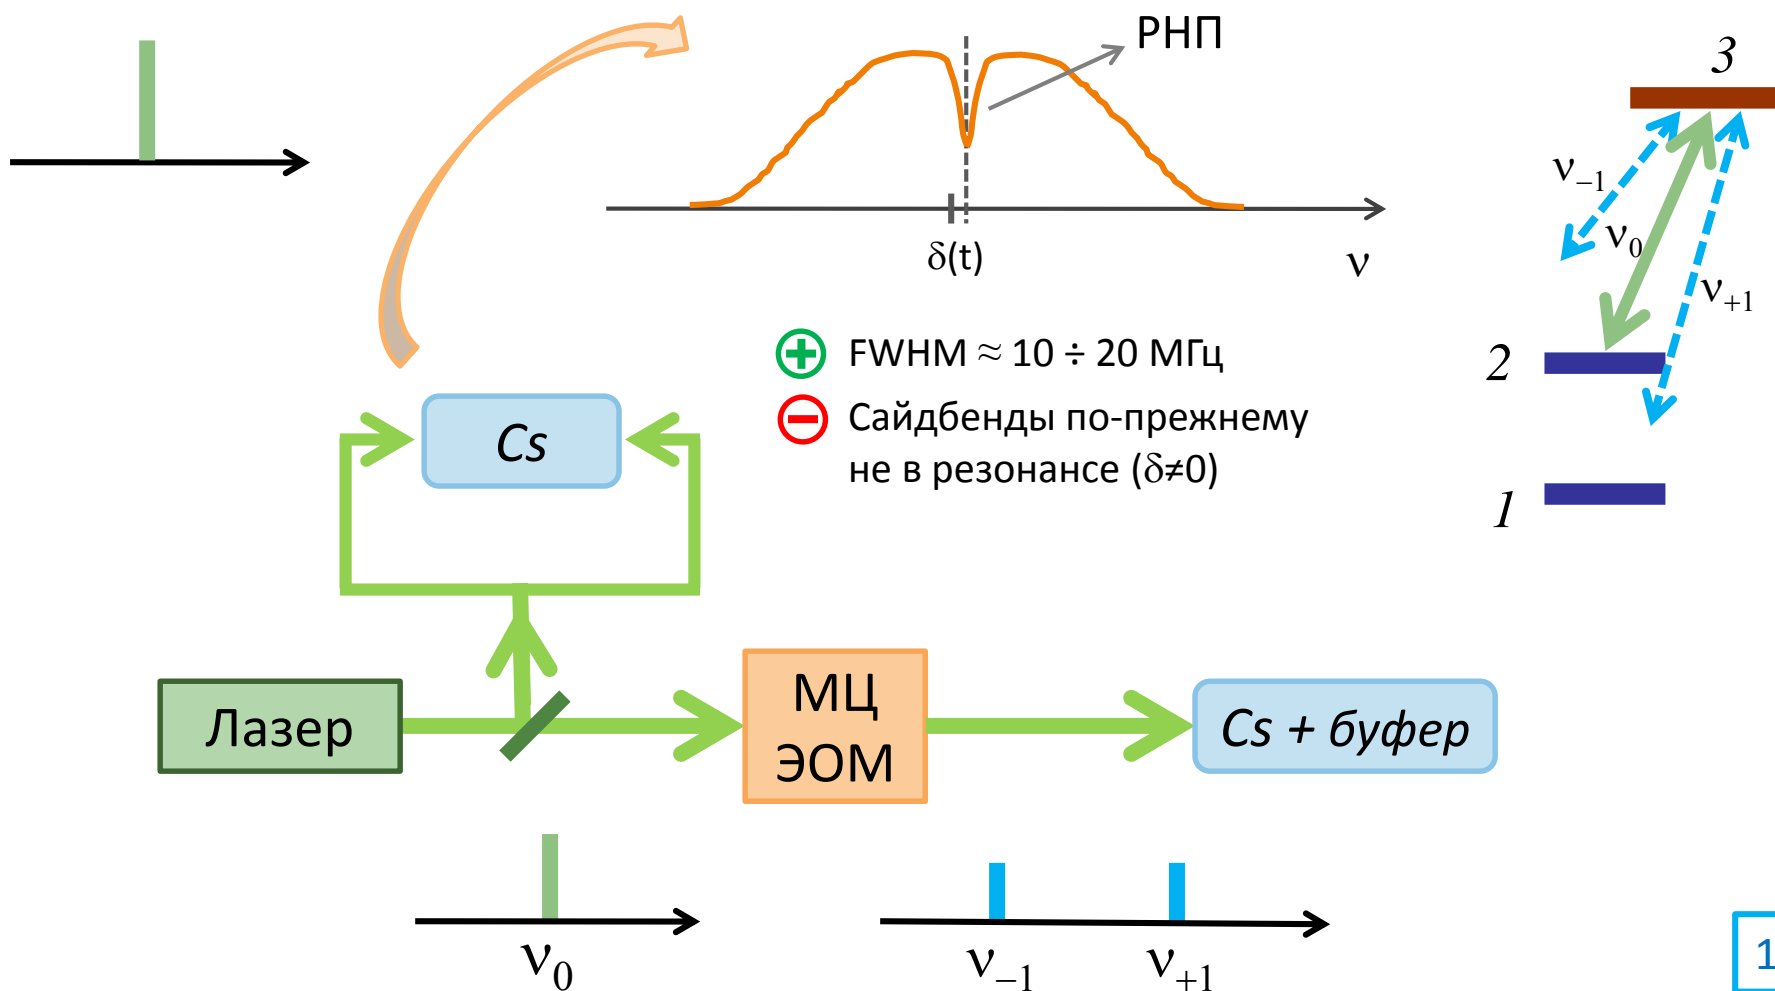 РНП
3
δ(t)
ν
ν₋₁
ν₀
ν₊₁
FWHM ≈ 10 ÷ 20 МГц
Сайдбенды по-прежнему
не в резонансе (δ≠0)
2
1
Cs
Лазер
МЦ
ЭОМ
Cs + буфер
ν₀
ν₋₁
ν₊₁
1